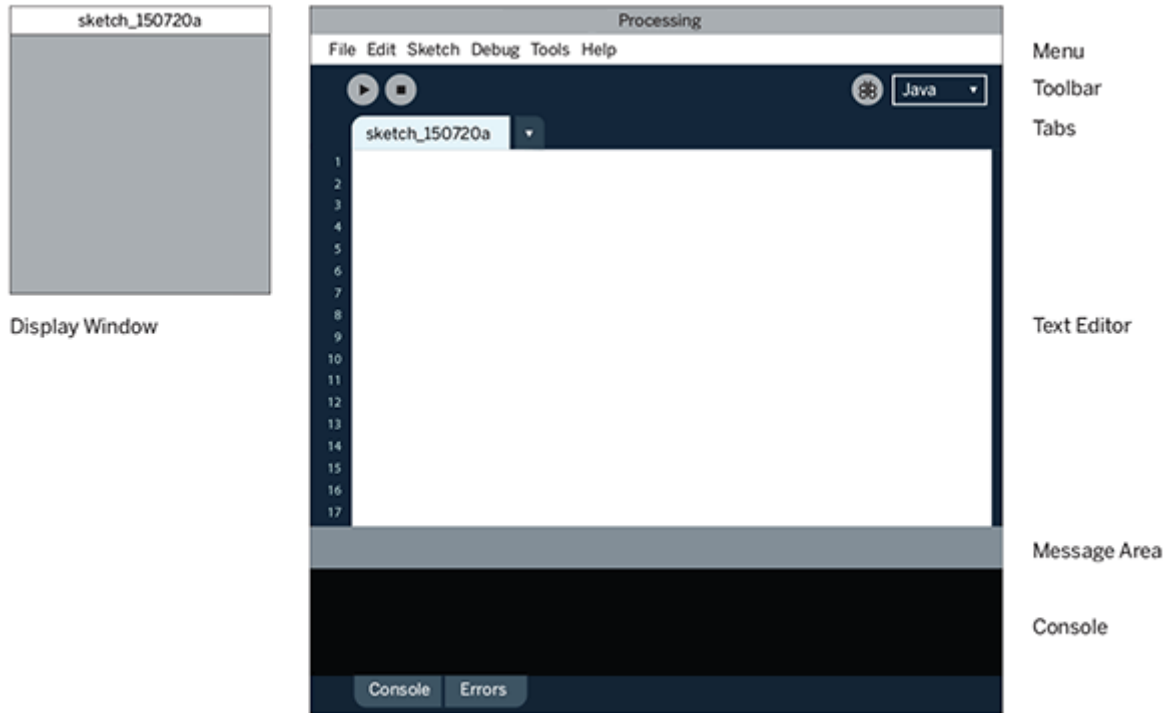 sketch_150720a
Display Window
Processing
File Edit Sketch Debug Tools Help
Java
sketch_150720a
1
2
3
4
5
6
7
8
9
10
11
12
13
14
15
16
17
Console Errors
Menu
Toolbar
Tabs
Text Editor
Message Area
Console